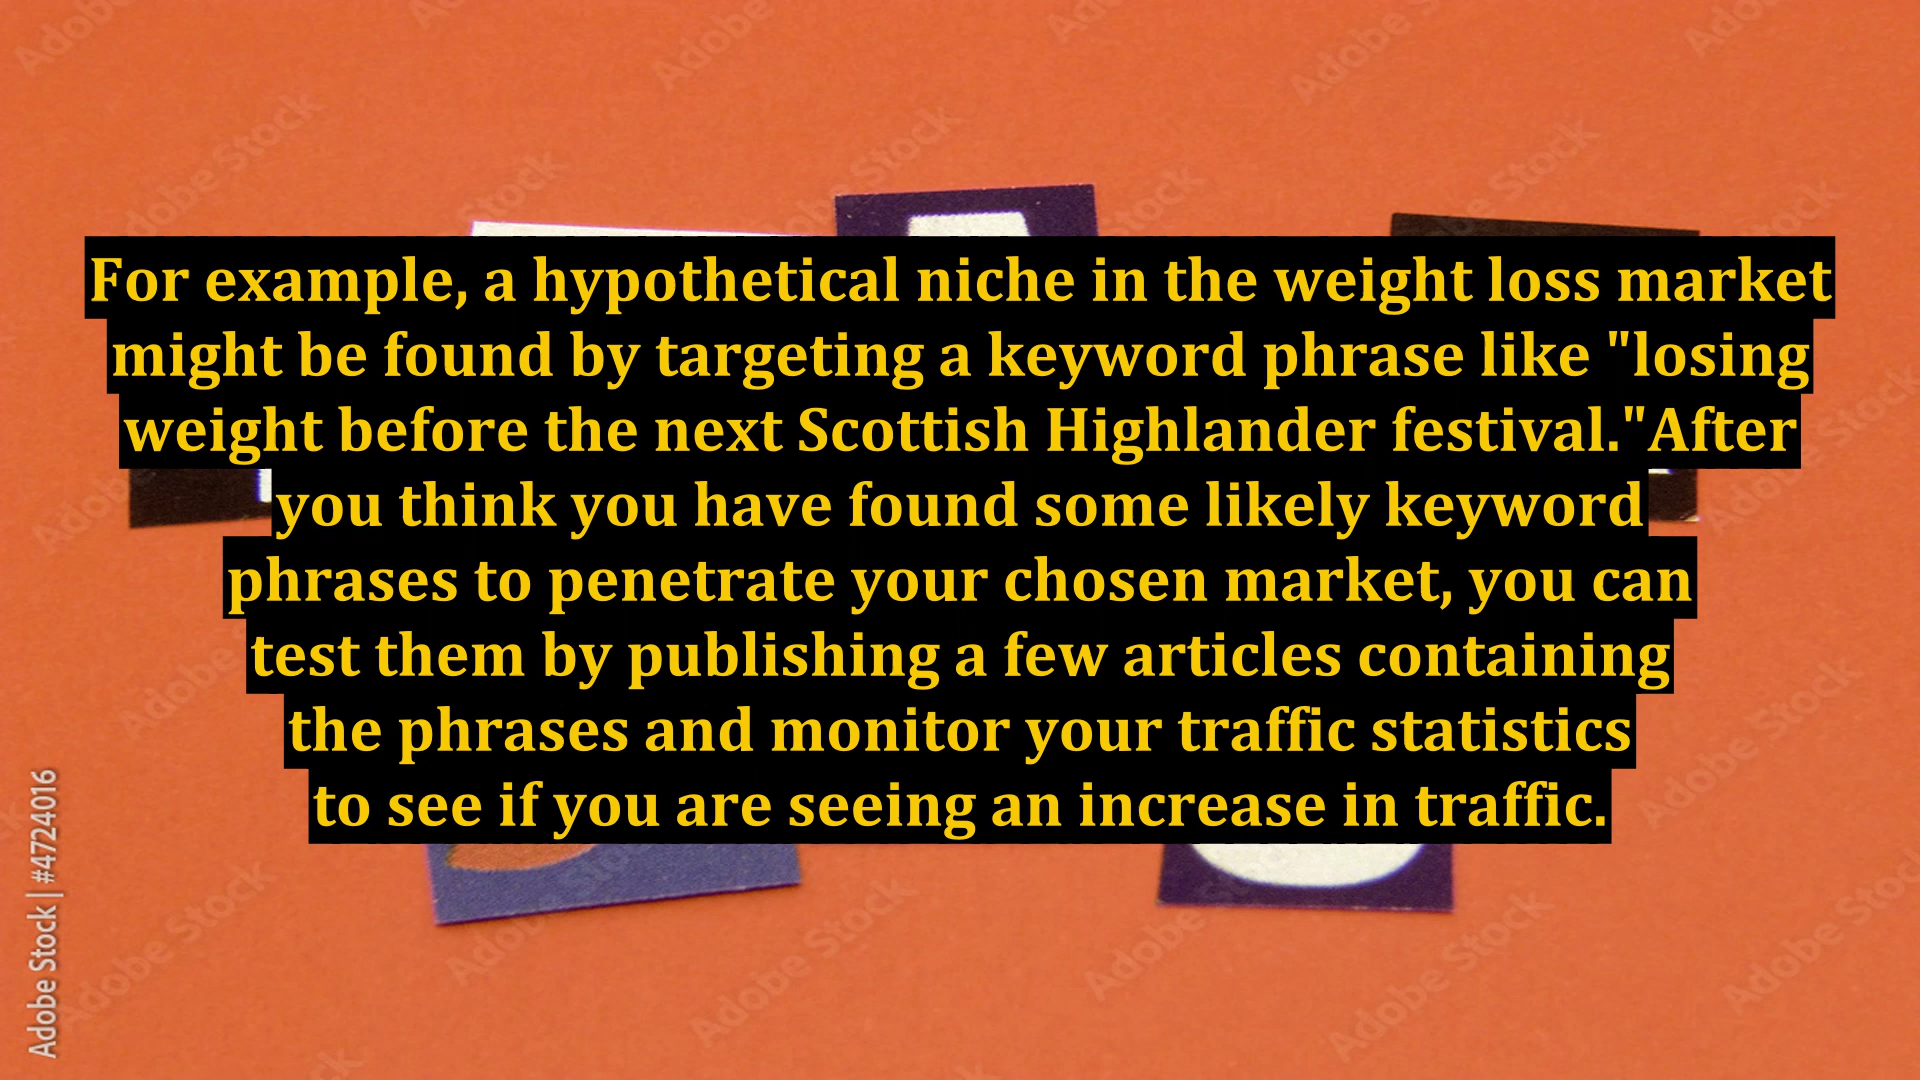 For example, a hypothetical niche in the weight loss market
might be found by targeting a keyword phrase like "losing
weight before the next Scottish Highlander festival."After
you think you have found some likely keyword
phrases to penetrate your chosen market, you can
test them by publishing a few articles containing
the phrases and monitor your traffic statistics
to see if you are seeing an increase in traffic.
Adobe Stock | #4724016
Adobe Stock